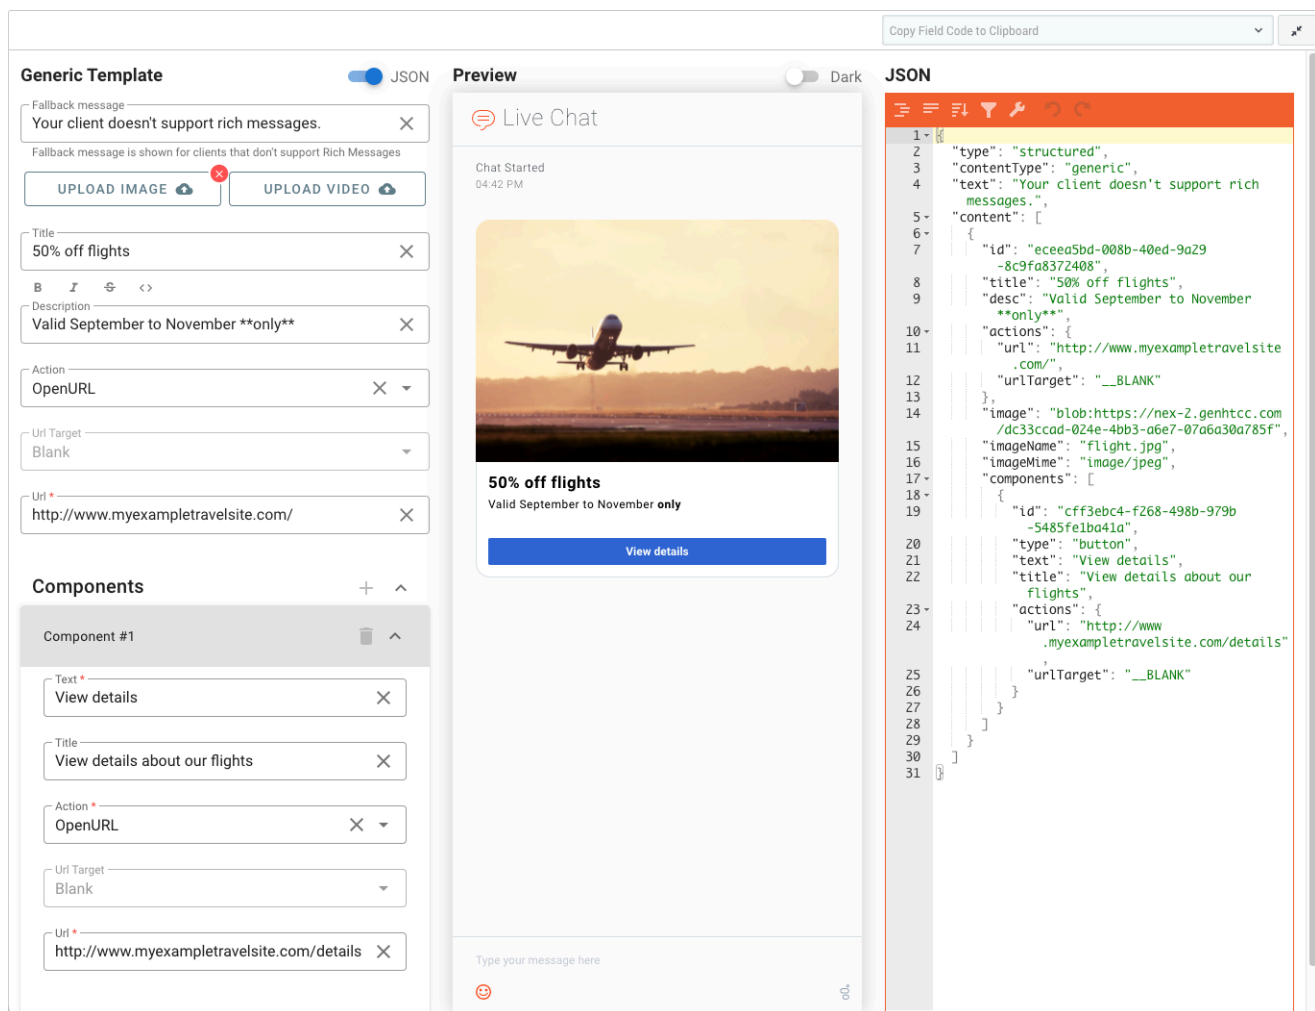 Copy Field Code to Clipboard
Generic Template
JSON
Fallback message
Your client doesn't support rich messages.
Fallback message is shown for clients that don't support Rich Messages
UPLOAD IMAGE
UPLOAD VIDEO
Title
50% off flights
B I S <>
Description
Valid September to November **only**
Action
OpenURL
Url Target
Blank
Url *
http://www.myexampletravelsite.com/
Components
Component #1
Text *
View details
Title
View details about our flights
Action *
OpenURL
Url Target
Blank
Url *
http://www.myexampletravelsite.com/details
Preview
Dark
Live Chat
Chat Started
04:42 PM
50% off flights
Valid September to November only
View details
Type your message here
JSON
1 {
2 "type": "structured",
3 "contentType": "generic",
4 "text": "Your client doesn't support rich
messages.",
5 "content": [
6 {
7 "id": "eceea5bd-008b-40ed-9a29
-8c9fa8372408",
8 "title": "50% off flights",
9 "desc": "Valid September to November
**only**",
10 "actions": {
11 "url": "http://www.myexampletravelsite
.com/",
12 "urlTarget": "__BLANK"
13 },
14 "image": "blob:https://nex-2.genhtcc.com
/dc33ccad-024e-4bb3-a6e7-07a6a30a785f",
15 "imageName": "flight.jpg",
16 "imageMime": "image/jpeg",
17 "components": [
18 {
19 "id": "cff3ebc4-f268-498b-979b
-5485fe1ba41a",
20 "type": "button",
21 "text": "View details",
22 "title": "View details about our
flights",
23 "actions": {
24 "url": "http://www
.myexampletravelsite.com/details"
,
25 "urlTarget": "__BLANK"
26 }
27 }
28 ]
29 }
30 ]
31 }